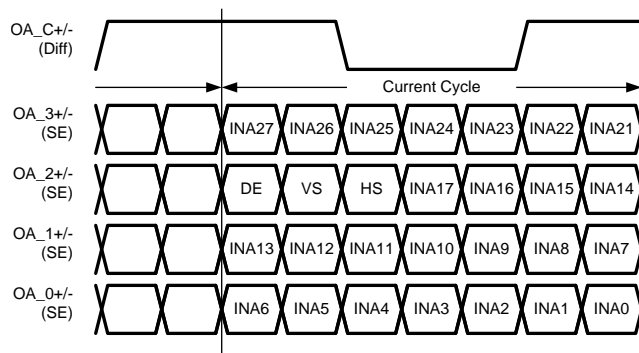 OA_C+/-
(Diff)
Current Cycle
OA_3+/-
(SE)
INA27 INA26 INA25 INA24 INA23 INA22 INA21
OA_2+/-
(SE)
DE VS HS INA17 INA16 INA15 INA14
OA_1+/-
(SE)
INA13 INA12 INA11 INA10 INA9 INA8 INA7
OA_0+/-
(SE)
INA6 INA5 INA4 INA3 INA2 INA1 INA0